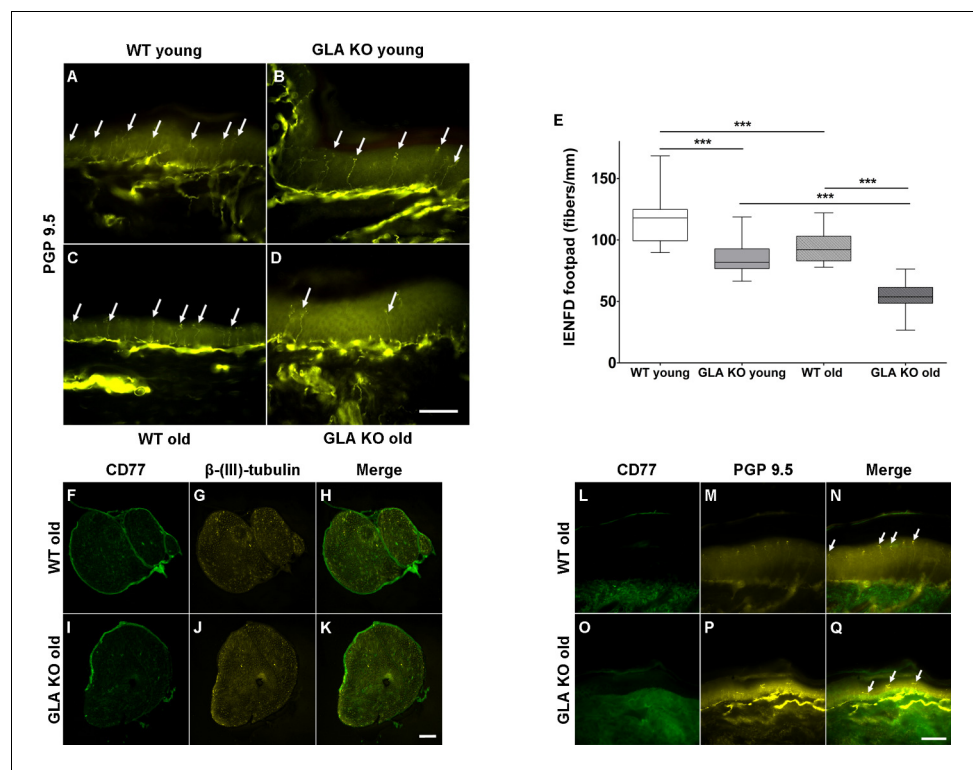 WT young GLA KO young
A B
PGP 9.5
C D
WT old GLA KO old
E
***
***
***
***
IENFD footpad (fibers/mm)
150
100
50
0
WT young GLA KO young WT old GLA KO old
CD77 β-(III)-tubulin Merge
WT old
F G H
GLA KO old
I J K
CD77 PGP 9.5 Merge
WT old
L M N
GLA KO old
O P Q